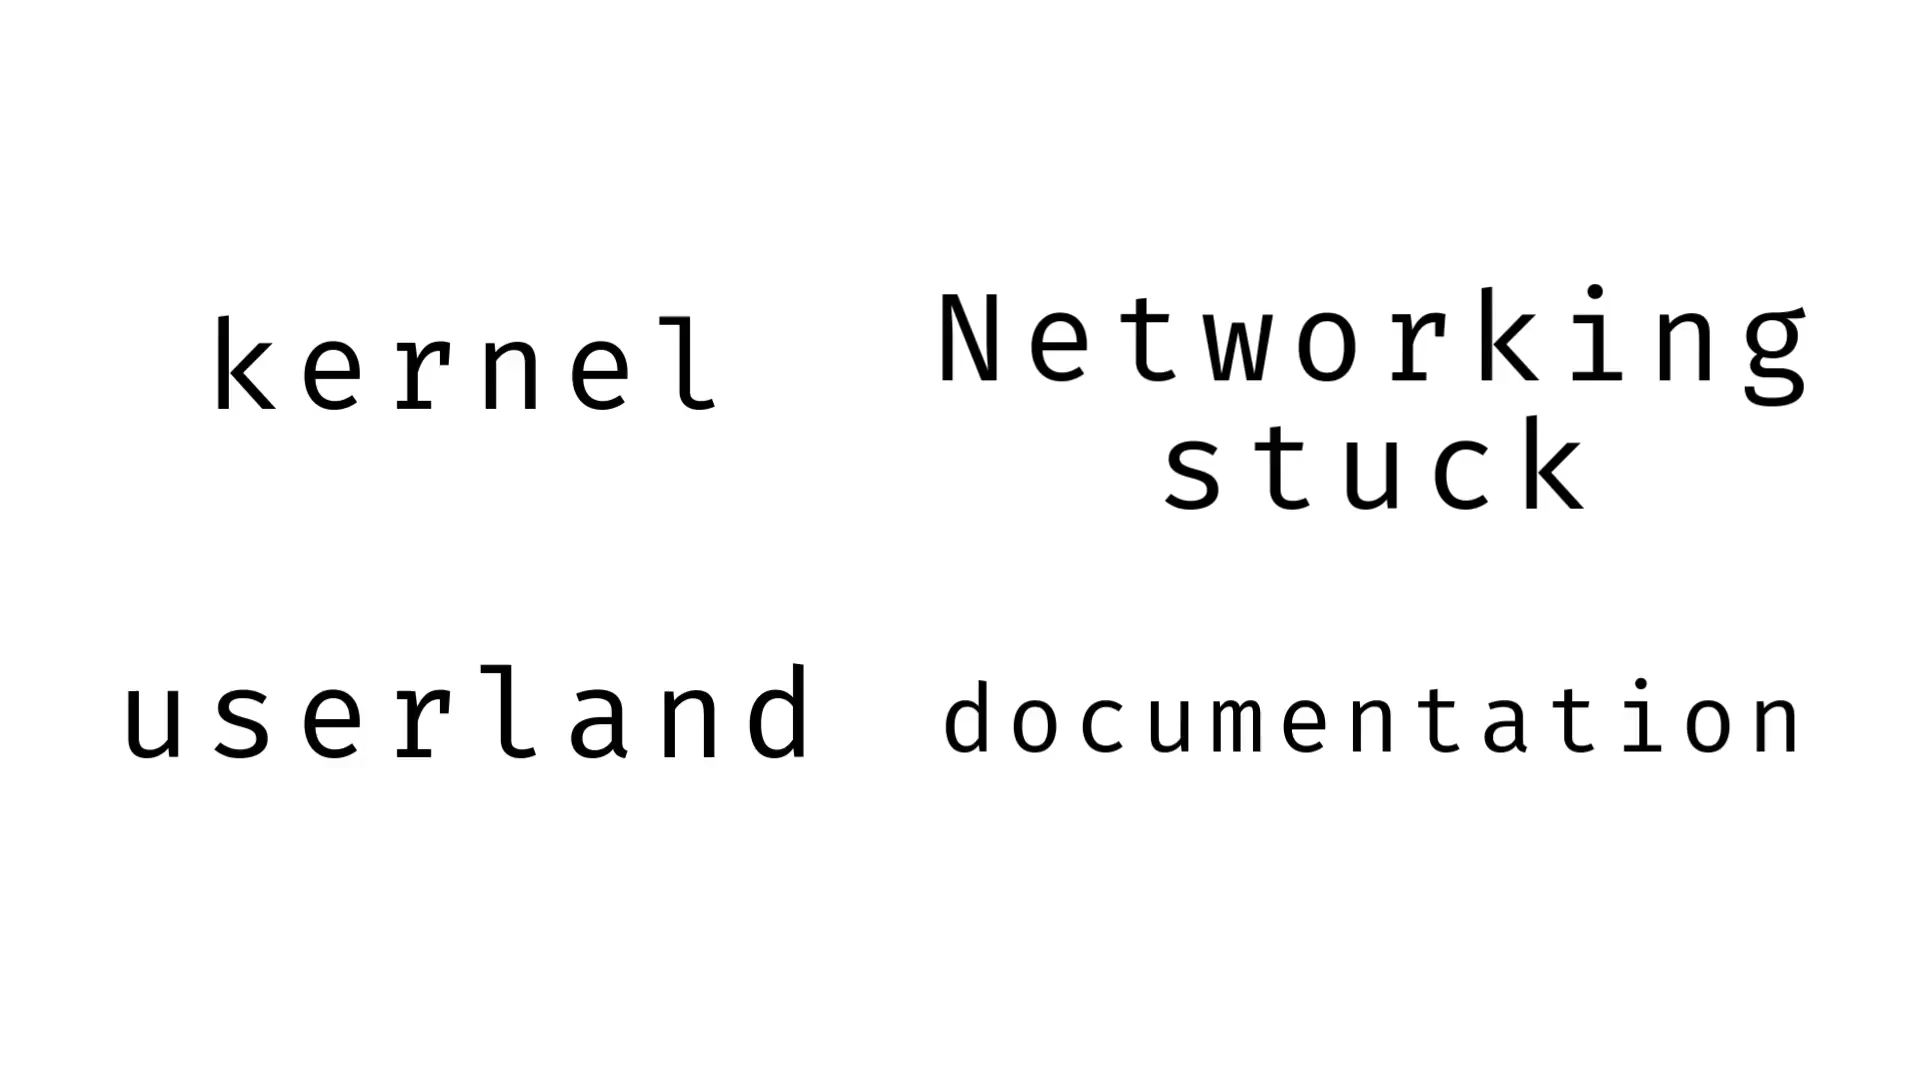 kernel
Networking
stuck
userland
documentation